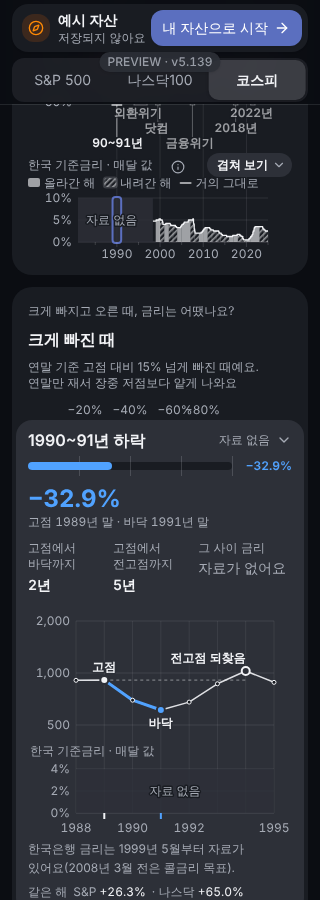 예시 자산
저장되지 않아요
내 자산으로 시작 →
PREVIEW · v5.139
S&P 500
나스닥100
코스피
외환위기
2022년
닷컴
2018년
90~91년
금융위기
한국 기준금리 · 매달 값
겹쳐 보기
올라간 해
내려간 해
거의 그대로
10%
5%
0%
자료 없음
1990
2000
2010
2020
크게 빠지고 오른 때, 금리는 어땠나요?
크게 빠진 때
연말 기준 고점 대비 15% 넘게 빠진 때예요.
연말만 재서 장중 저점보다 얕게 나와요
−20%
−40%
−60%
80%
1990~91년 하락
자료 없음
−32.9%
−32.9%
고점 1989년 말 · 바닥 1991년 말
고점에서
바닥까지
2년
고점에서
전고점까지
5년
그 사이 금리
자료가 없어요
2,000
1,000
500
고점
전고점 되찾음
바닥
한국 기준금리 · 매달 값
4%
2%
0%
자료 없음
1988
1990
1992
1995
한국은행 금리는 1999년 5월부터 자료가
있어요(2008년 3월 전은 콜금리 목표).
같은 해 S&P +26.3% · 나스닥 +65.0%